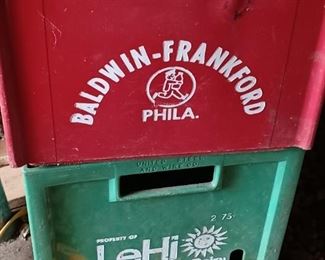 BALDWIN-FRANKFORD
PHILA.
UNITED STEEL
AND WIRE CO.
2 75
PROPERTY OF
LeHi